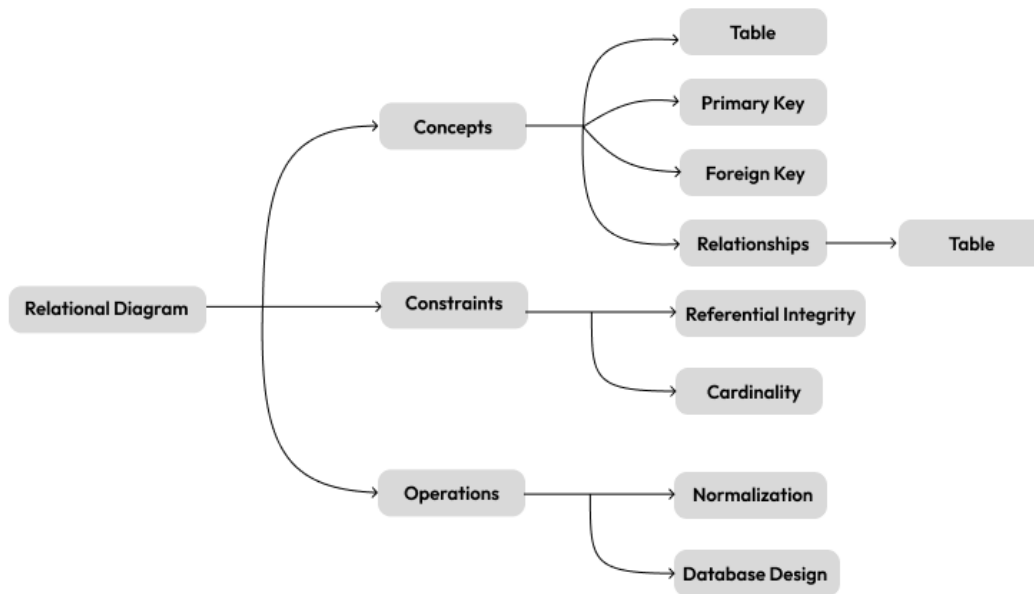 Table
Primary Key
Concepts
Foreign Key
Relationships
Table
Relational Diagram
Constraints
Referential Integrity
Cardinality
Operations
Normalization
Database Design